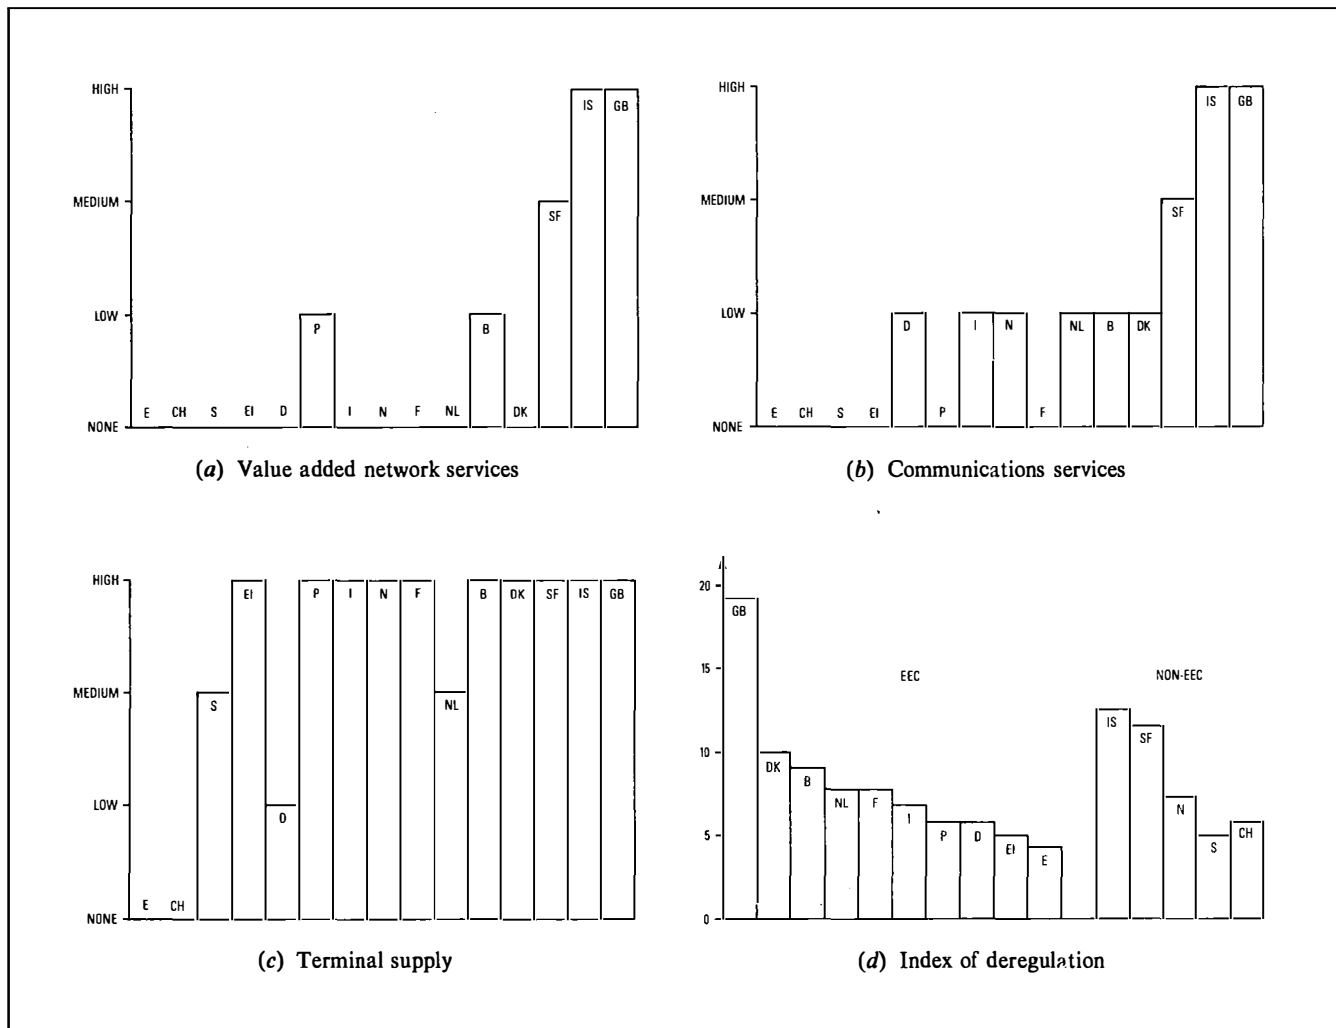 HIGH
MEDIUM
LOW
NONE
E CH S EI D P I N F NL B DK SF IS GB
(a) Value added network services
HIGH
MEDIUM
LOW
NONE
E CH S EI D P I N F NL B DK SF IS GB
(b) Communications services
HIGH
MEDIUM
LOW
NONE
E CH S EI D P I N F NL B DK SF IS GB
(c) Terminal supply
20
15
10
5
0
EEC NON-EEC
GB DK B NL F I P D EI E IS SF N S CH
(d) Index of deregulation